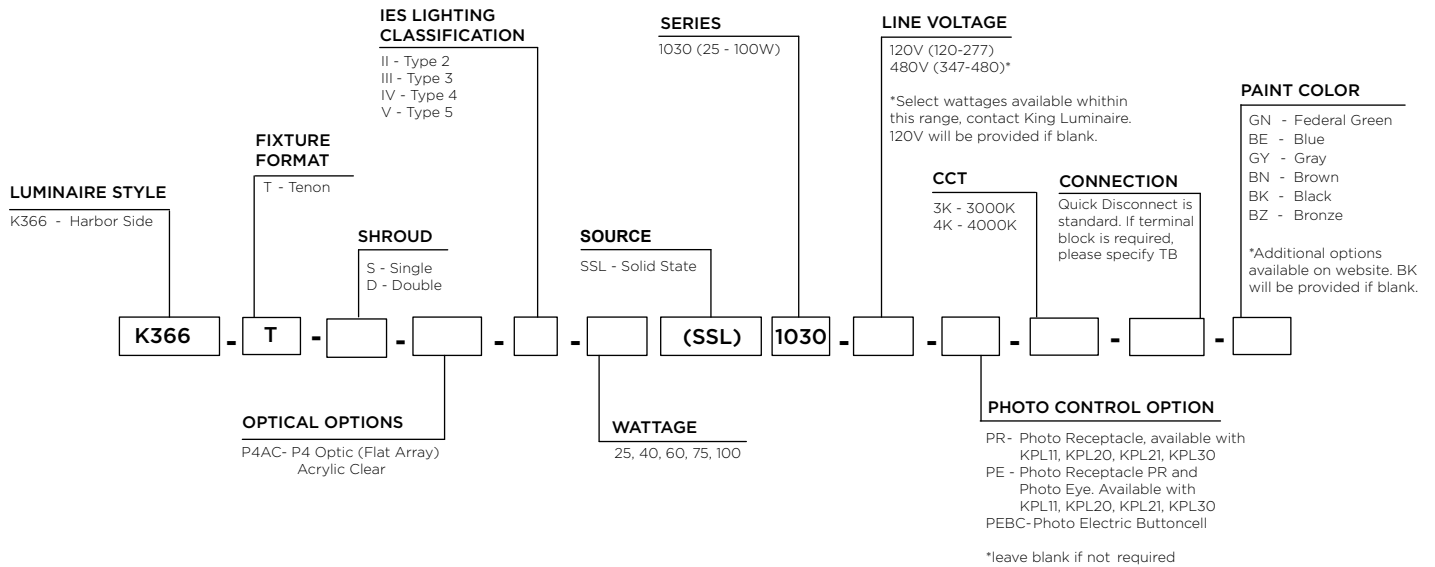 IES LIGHTING
CLASSIFICATION
II - Type 2
III - Type 3
IV - Type 4
V - Type 5
SERIES
1030 (25 - 100W)
LINE VOLTAGE
120V (120-277)
480V (347-480)*
*Select wattages available whithin
this range, contact King Luminaire.
120V will be provided if blank.
PAINT COLOR
GN - Federal Green
BE - Blue
GY - Gray
BN - Brown
BK - Black
BZ - Bronze
*Additional options
available on website. BK
will be provided if blank.
FIXTURE
FORMAT
T - Tenon
LUMINAIRE STYLE
K366 - Harbor Side
SHROUD
S - Single
D - Double
SOURCE
SSL - Solid State
CCT
3K - 3000K
4K - 4000K
CONNECTION
Quick Disconnect is
standard. If terminal
block is required,
please specify TB
K366 - T - - - - (SSL) 1030 - - - - -
OPTICAL OPTIONS
P4AC- P4 Optic (Flat Array)
Acrylic Clear
WATTAGE
25, 40, 60, 75, 100
PHOTO CONTROL OPTION
PR- Photo Receptacle, available with
KPL11, KPL20, KPL21, KPL30
PE - Photo Receptacle PR and
Photo Eye. Available with
KPL11, KPL20, KPL21, KPL30
PEBC-Photo Electric Buttoncell
*leave blank if not required